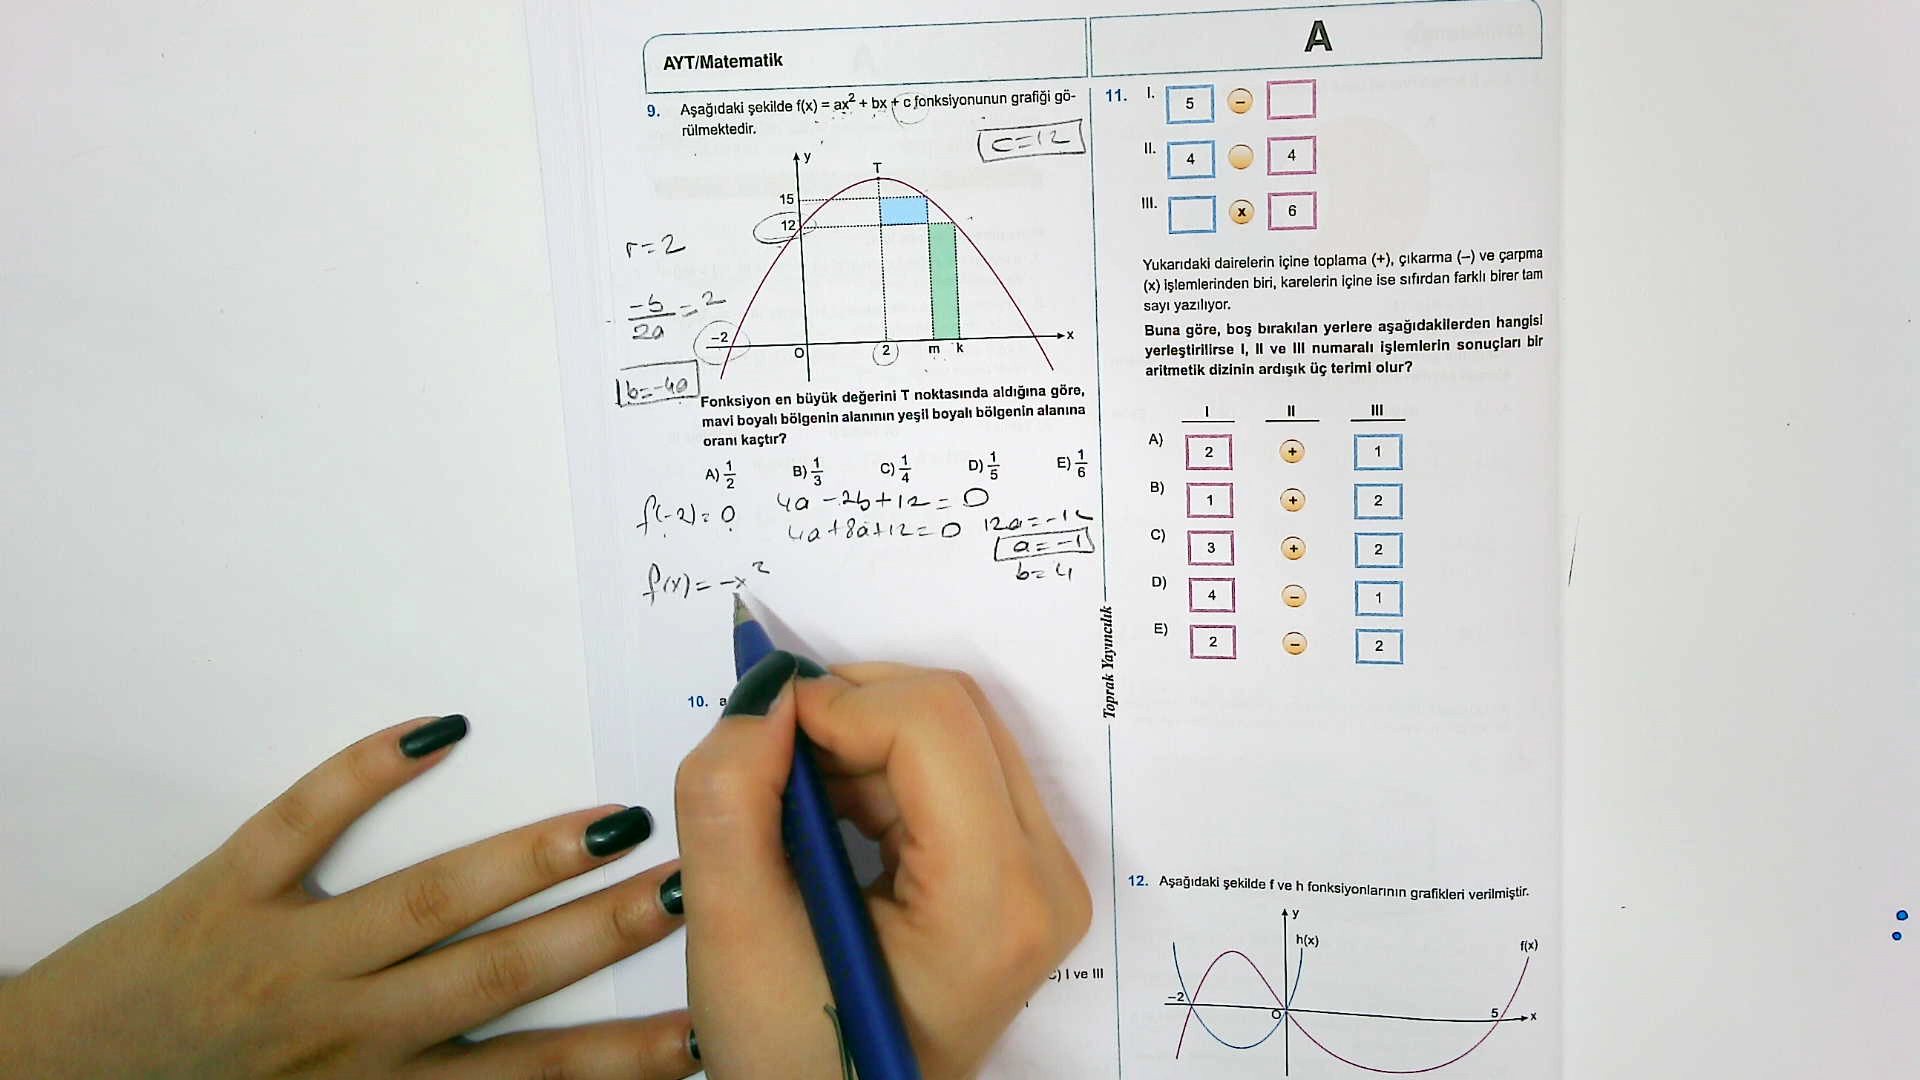 AYT/Matematik
A
9. Aşağıdaki şekilde f(x) = ax² + bx + c fonksiyonunun grafiği gö-
rülmektedir.
c=12
y
T
15
12
-2
O
2
m
k
x
r=2
-b/2a = 2
b=-4a
Fonksiyon en büyük değerini T noktasında aldığına göre,
mavi boyalı bölgenin alanının yeşil boyalı bölgenin alanına
oranı kaçtır?
A) 1/2 B) 1/3 C) 1/4 D) 1/5 E) 1/6
f(-2)=0 4a-2b+12=0
4a+8a+12=0 12a=-12
a=-1
b=4
f(x)=-x²
10. a
C) I ve III
Toprak Yayıncılık
11. I. 5 −
II. 4 4
III. x 6
Yukarıdaki dairelerin içine toplama (+), çıkarma (–) ve çarpma
(x) işlemlerinden biri, karelerin içine ise sıfırdan farklı birer tam
sayı yazılıyor.
Buna göre, boş bırakılan yerlere aşağıdakilerden hangisi
yerleştirilirse I, II ve III numaralı işlemlerin sonuçları bir
aritmetik dizinin ardışık üç terimi olur?
I II III
A) 2 + 1
B) 1 + 2
C) 3 + 2
D) 4 − 1
E) 2 − 2
12. Aşağıdaki şekilde f ve h fonksiyonlarının grafikleri verilmiştir.
y
h(x)
f(x)
-2
O
5
x